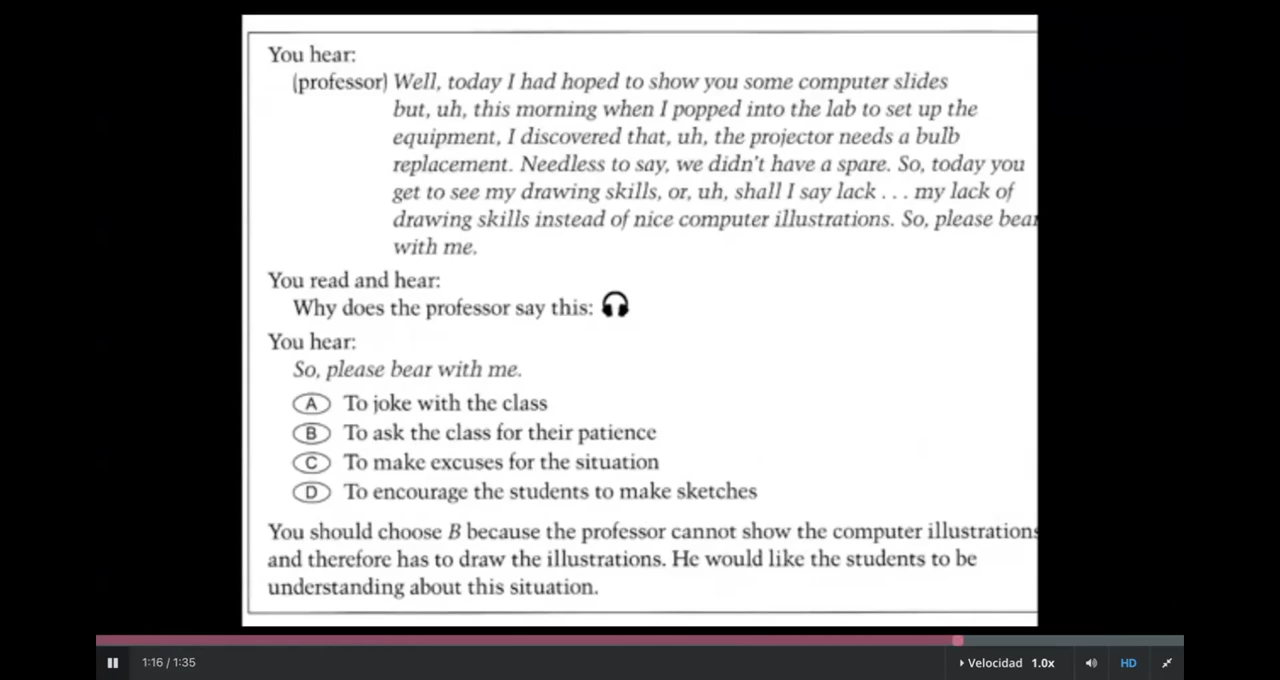 You hear:
(professor) Well, today I had hoped to show you some computer slides
but, uh, this morning when I popped into the lab to set up the
equipment, I discovered that, uh, the projector needs a bulb
replacement. Needless to say, we didn't have a spare. So, today you
get to see my drawing skills, or, uh, shall I say lack . . . my lack of
drawing skills instead of nice computer illustrations. So, please bear
with me.
You read and hear:
Why does the professor say this:
You hear:
So, please bear with me.
A To joke with the class
B To ask the class for their patience
C To make excuses for the situation
D To encourage the students to make sketches
You should choose B because the professor cannot show the computer illustrations
and therefore has to draw the illustrations. He would like the students to be
understanding about this situation.
1:16 / 1:35 Velocidad 1.0x HD